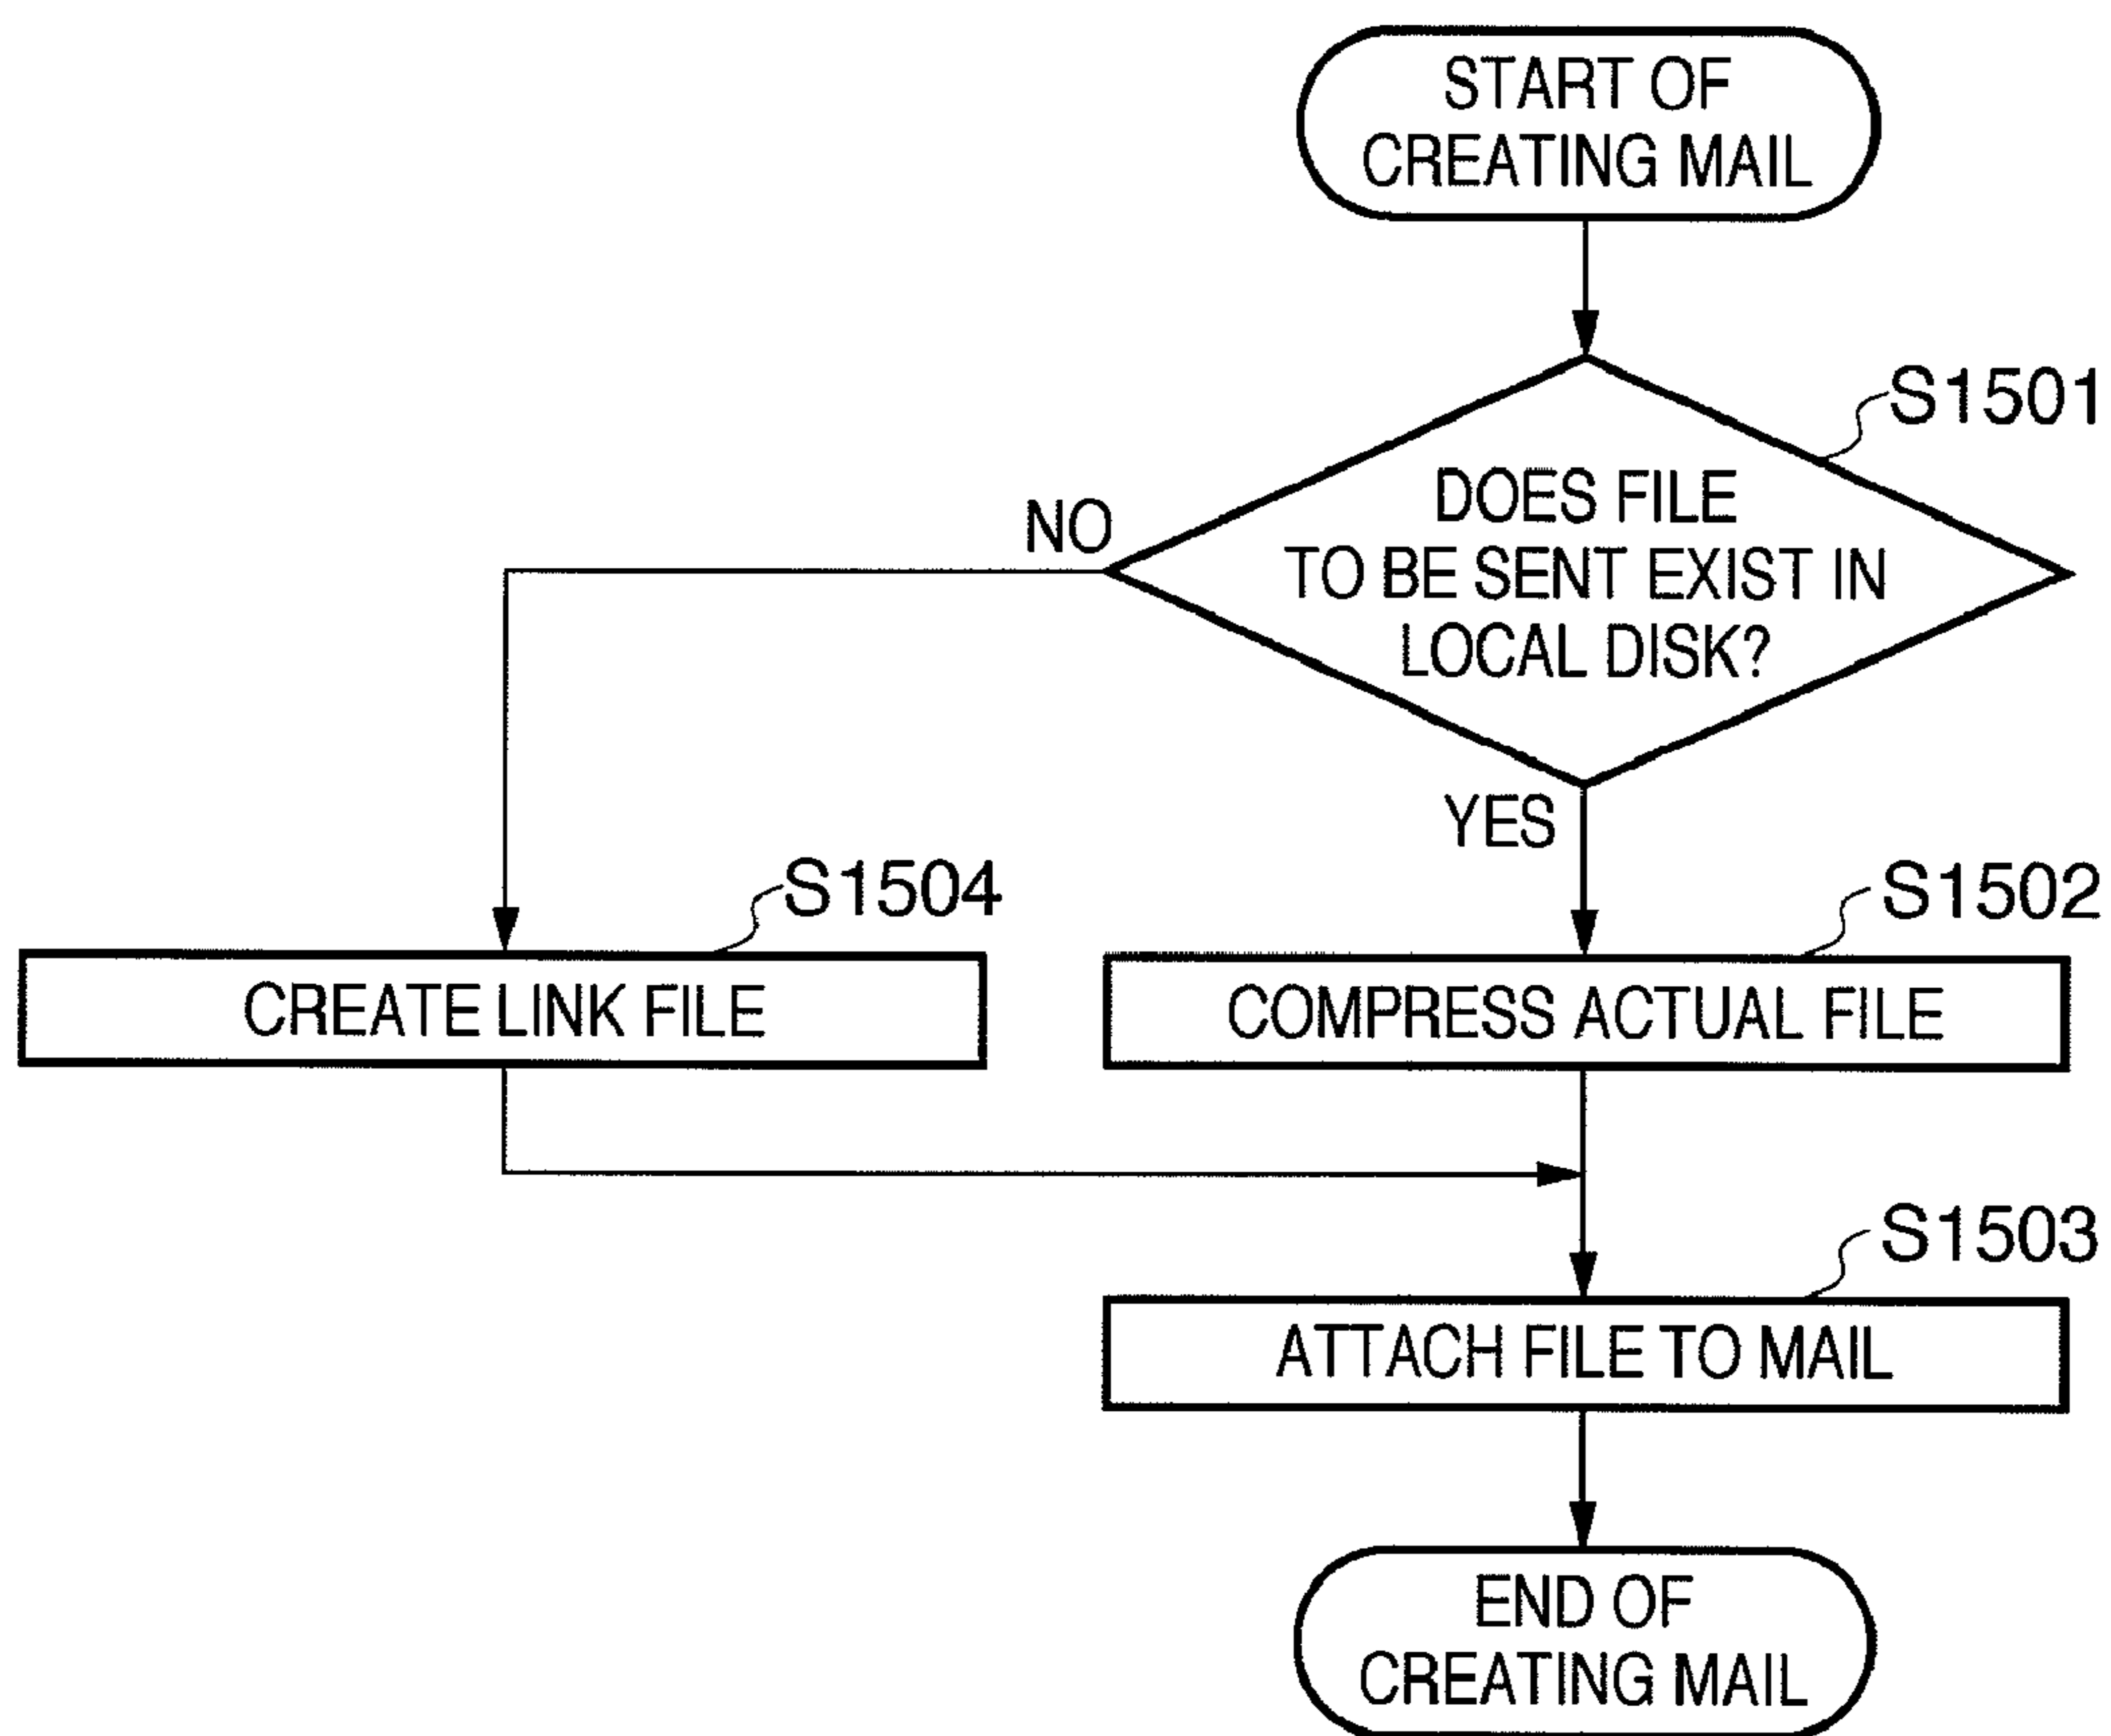 START OF
CREATING MAIL
S1501
DOES FILE
TO BE SENT EXIST IN
LOCAL DISK?
NO
YES
S1504
S1502
CREATE LINK FILE
COMPRESS ACTUAL FILE
S1503
ATTACH FILE TO MAIL
END OF
CREATING MAIL